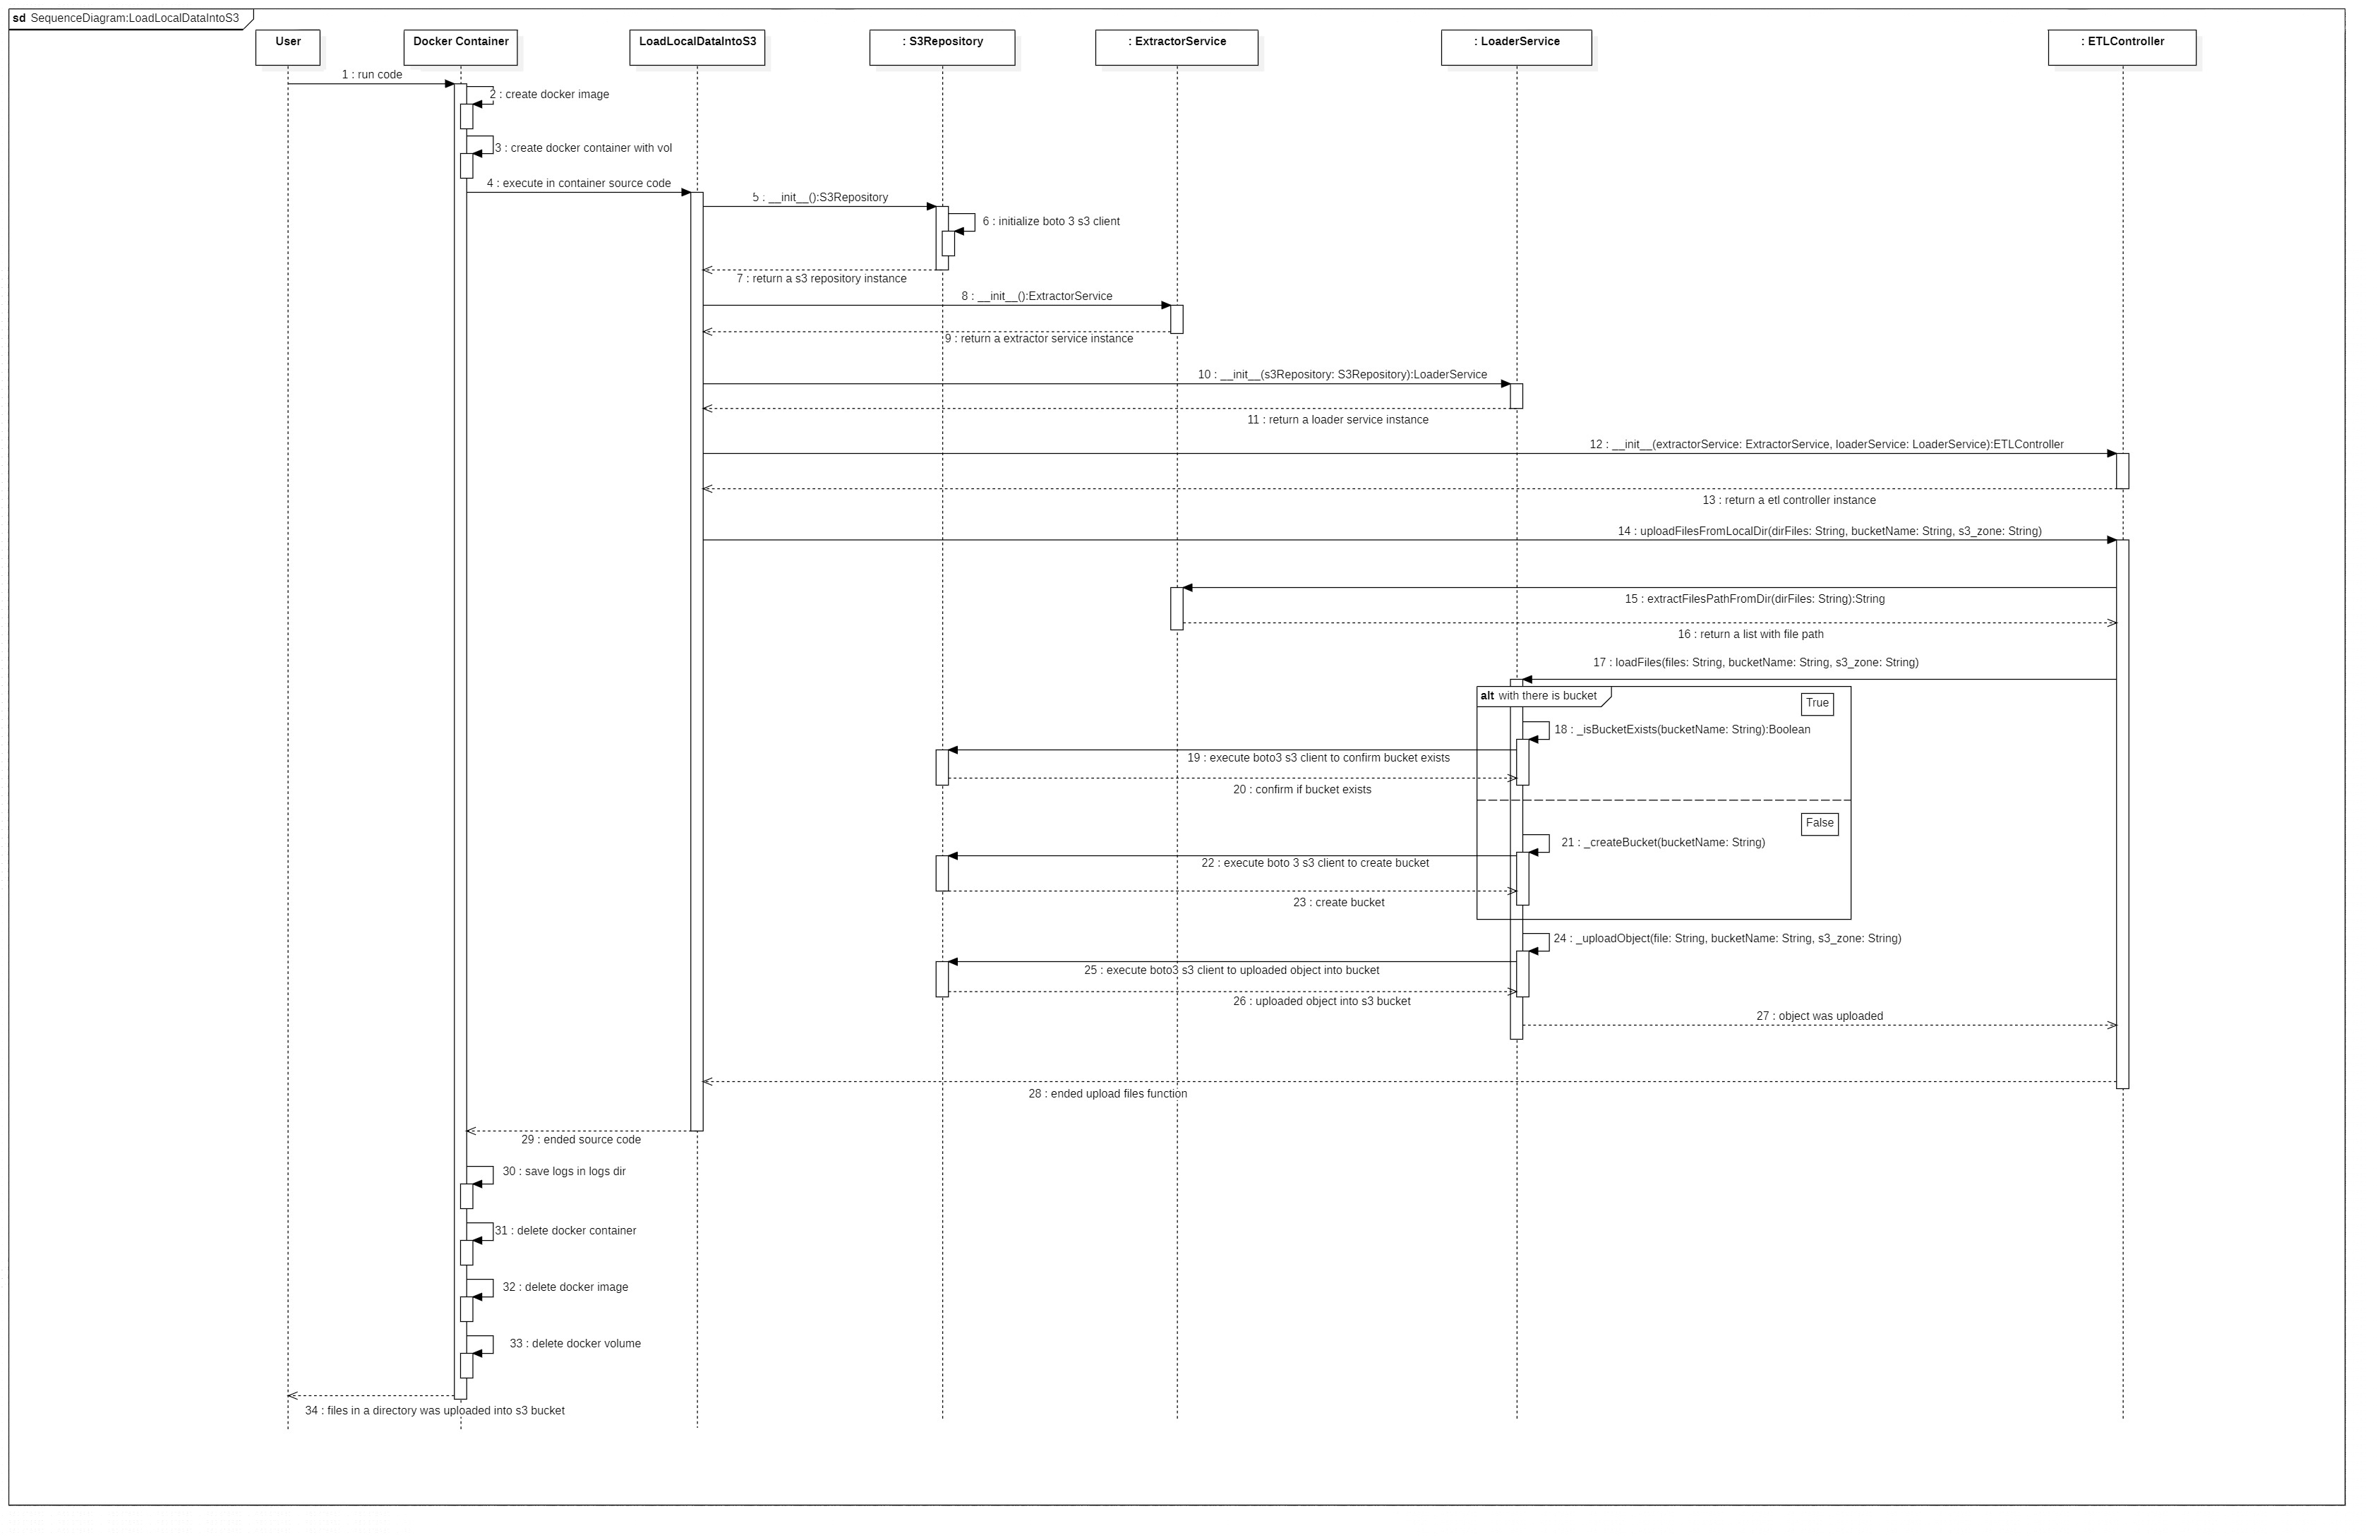 sd SequenceDiagram:LoadLocalDataIntoS3
User
Docker Container
LoadLocalDataIntoS3
: S3Repository
: ExtractorService
: LoaderService
: ETLController
1 : run code
2 : create docker image
3 : create docker container with vol
4 : execute in container source code
5 : __init__():S3Repository
6 : initialize boto 3 s3 client
7 : return a s3 repository instance
8 : __init__():ExtractorService
9 : return a extractor service instance
10 : __init__(s3Repository: S3Repository):LoaderService
11 : return a loader service instance
12 : __init__(extractorService: ExtractorService, loaderService: LoaderService):ETLController
13 : return a etl controller instance
14 : uploadFilesFromLocalDir(dirFiles: String, bucketName: String, s3_zone: String)
15 : extractFilesPathFromDir(dirFiles: String):String
16 : return a list with file path
17 : loadFiles(files: String, bucketName: String, s3_zone: String)
alt with there is bucket
True
18 : _isBucketExists(bucketName: String):Boolean
19 : execute boto3 s3 client to confirm bucket exists
20 : confirm if bucket exists
False
21 : _createBucket(bucketName: String)
22 : execute boto 3 s3 client to create bucket
23 : create bucket
24 : _uploadObject(file: String, bucketName: String, s3_zone: String)
25 : execute boto3 s3 client to uploaded object into bucket
26 : uploaded object into s3 bucket
27 : object was uploaded
28 : ended upload files function
29 : ended source code
30 : save logs in logs dir
31 : delete docker container
32 : delete docker image
33 : delete docker volume
34 : files in a directory was uploaded into s3 bucket